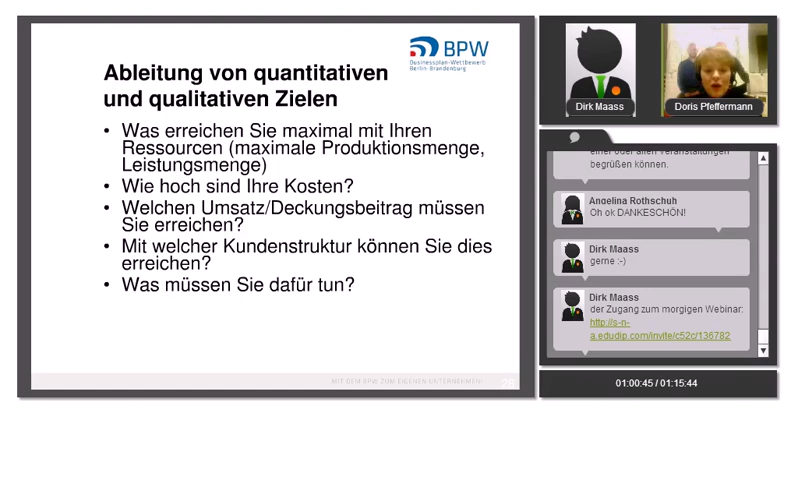 BPW
Businessplan-Wettbewerb
Berlin-Brandenburg
Ableitung von quantitativen
und qualitativen Zielen
• Was erreichen Sie maximal mit Ihren
Ressourcen (maximale Produktionsmenge,
Leistungsmenge)
• Wie hoch sind Ihre Kosten?
• Welchen Umsatz/Deckungsbeitrag müssen
Sie erreichen?
• Mit welcher Kundenstruktur können Sie dies
erreichen?
• Was müssen Sie dafür tun?
MIT DEM BPW ZUM EIGENEN UNTERNEHMEN!
Dirk Maass
Doris Pfeffermann
einer oder allen Veranstaltungen
begrüßen können.
Angelina Rothschuh
Oh ok DANKESCHÖN!
Dirk Maass
gerne :-)
Dirk Maass
der Zugang zum morgigen Webinar:
http://s-n-
a.edudip.com/invite/c52c/136782
01:00:45 / 01:15:44